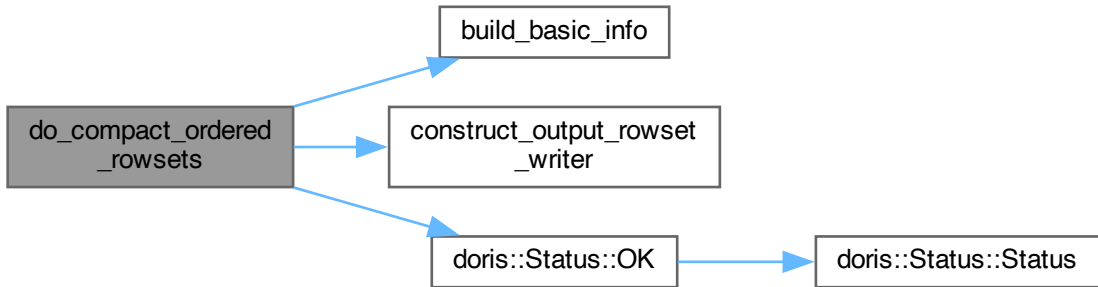 build_basic_info
do_compact_ordered
_rowsets
construct_output_rowset
_writer
doris::Status::OK
doris::Status::Status